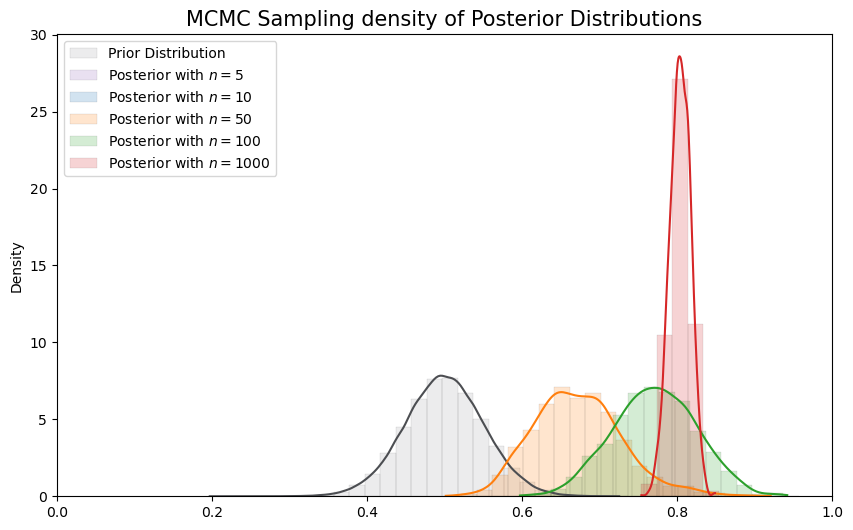 MCMC Sampling density of Posterior Distributions
30
25
20
15
10
5
0
Density
Prior Distribution
Posterior with n = 5
Posterior with n = 10
Posterior with n = 50
Posterior with n = 100
Posterior with n = 1000
0.0 0.2 0.4 0.6 0.8 1.0